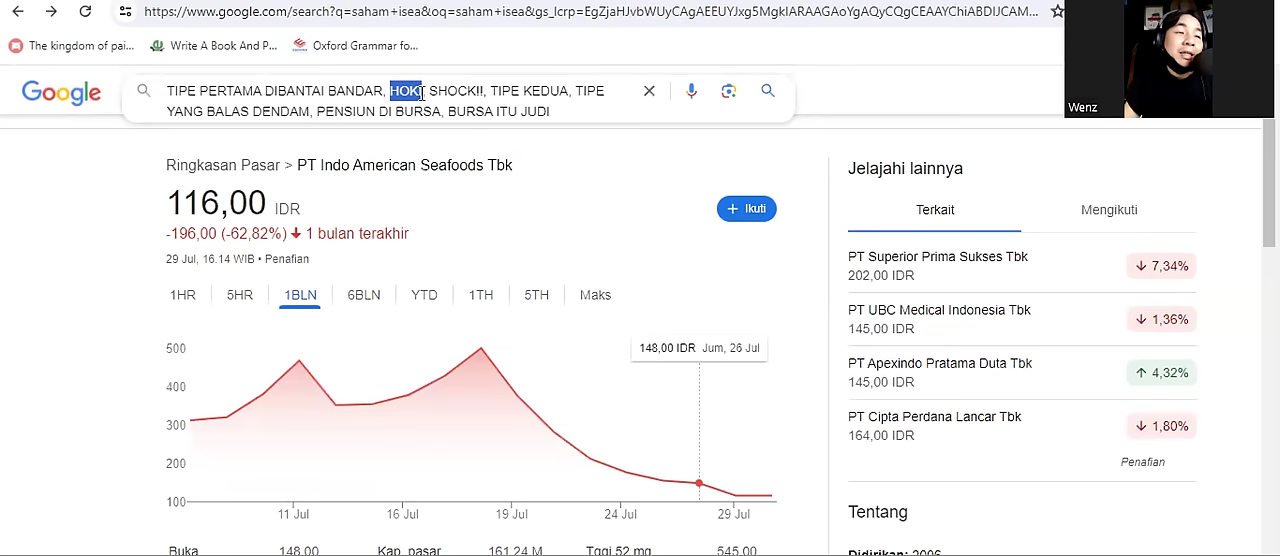 https://www.google.com/search?q=saham+isea&oq=saham+isea&gs_lcrp=EgZjaHJvbWUyCAgAEEUYJxg5MgkIARAAGAoYgAQyCQgCEAAYChiABDIJCAM...
The kingdom of pai...
Write A Book And P...
Oxford Grammar fo...
Wenz
Google
TIPE PERTAMA DIBANTAI BANDAR, HOKI SHOCK!!, TIPE KEDUA, TIPE
YANG BALAS DENDAM, PENSIUN DI BURSA, BURSA ITU JUDI
Ringkasan Pasar > PT Indo American Seafoods Tbk
116,00 IDR
+ Ikuti
-196,00 (-62,82%) ↓ 1 bulan terakhir
29 Jul, 16.14 WIB • Penafian
1HR 5HR 1BLN 6BLN YTD 1TH 5TH Maks
148,00 IDR Jum, 26 Jul
500
400
300
200
100
11 Jul 16 Jul 19 Jul 24 Jul 29 Jul
Buka 148,00 Kap. pasar 161,24 M Tggi 52 mg 545,00
Jelajahi lainnya
Terkait Mengikuti
PT Superior Prima Sukses Tbk
202,00 IDR
↓ 7,34%
PT UBC Medical Indonesia Tbk
145,00 IDR
↓ 1,36%
PT Apexindo Pratama Duta Tbk
145,00 IDR
↑ 4,32%
PT Cipta Perdana Lancar Tbk
164,00 IDR
↓ 1,80%
Penafian
Tentang
Didirikan: 2006